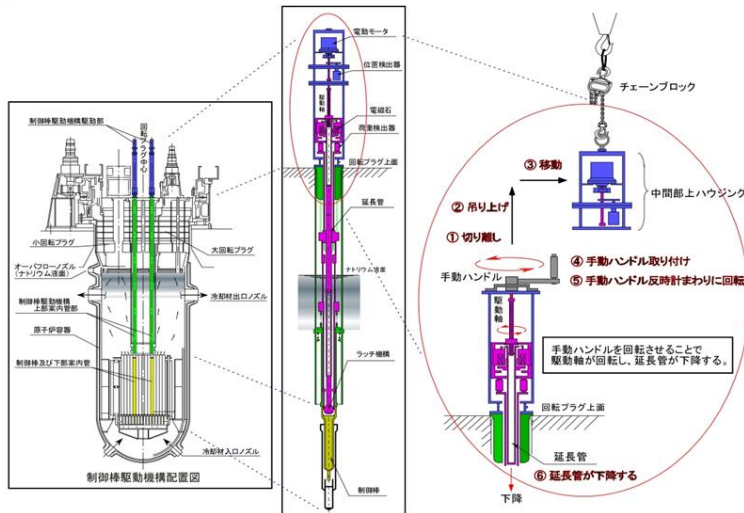 制御棒駆動機構駆動部
回転プラグ中心
小回転プラグ
大回転プラグ
オーバフローノズル
(ナトリウム液面)
冷却材出口ノズル
制御棒駆動機構
上部案内管部
原子炉容器
制御棒及び下部案内管
冷却材入口ノズル
制御棒駆動機構配置図
電動モータ
位置検出器
駆動軸
電磁石
荷重検出器
回転プラグ上面
延長管
ナトリウム液面
ラッチ機構
制御棒
チェーンブロック
③ 移動
中間部上ハウジング
② 吊り上げ
① 切り離し
④ 手動ハンドル取り付け
手動ハンドル
⑤ 手動ハンドル反時計まわりに回転
駆動軸
手動ハンドルを回転させることで
駆動軸が回転し、延長管が下降する。
回転プラグ上面
延長管
⑥ 延長管が下降する
下降